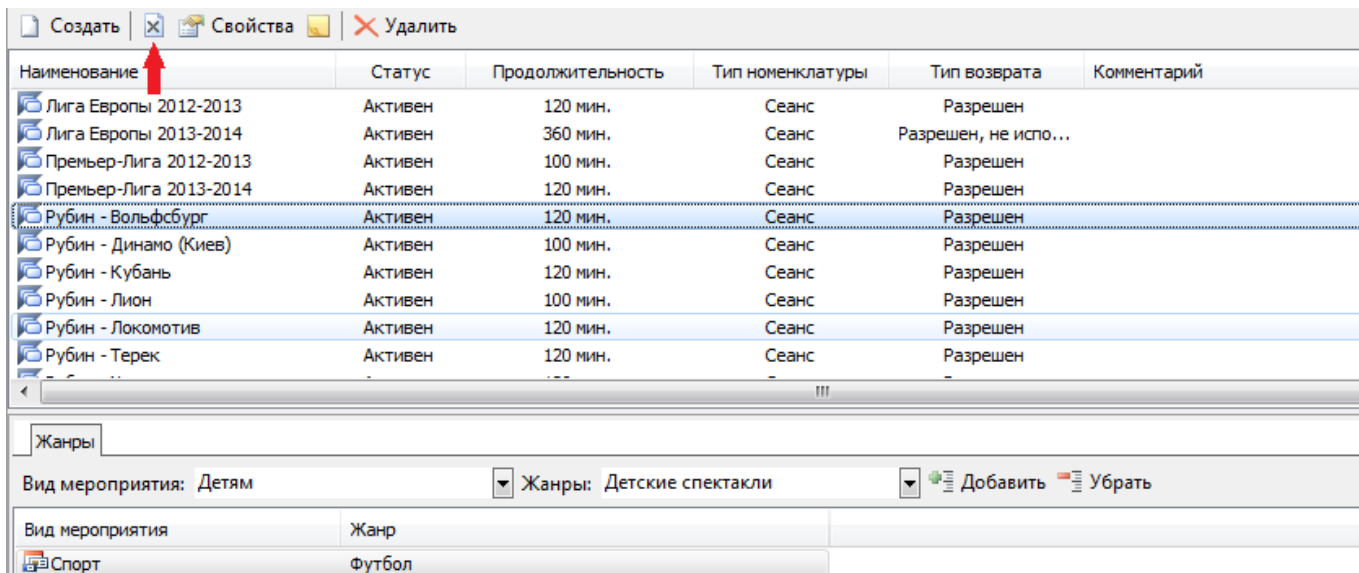 Создать Свойства Удалить
Наименование Статус Продолжительность Тип номенклатуры Тип возврата Комментарий
Лига Европы 2012-2013 Активен 120 мин. Сеанс Разрешен
Лига Европы 2013-2014 Активен 360 мин. Сеанс Разрешен, не испо...
Премьер-Лига 2012-2013 Активен 100 мин. Сеанс Разрешен
Премьер-Лига 2013-2014 Активен 120 мин. Сеанс Разрешен
Рубин - Вольфсбург Активен 120 мин. Сеанс Разрешен
Рубин - Динамо (Киев) Активен 100 мин. Сеанс Разрешен
Рубин - Кубань Активен 120 мин. Сеанс Разрешен
Рубин - Лион Активен 100 мин. Сеанс Разрешен
Рубин - Локомотив Активен 120 мин. Сеанс Разрешен
Рубин - Терек Активен 120 мин. Сеанс Разрешен
Жанры
Вид мероприятия: Детям Жанры: Детские спектакли Добавить Убрать
Вид мероприятия Жанр
Спорт Футбол